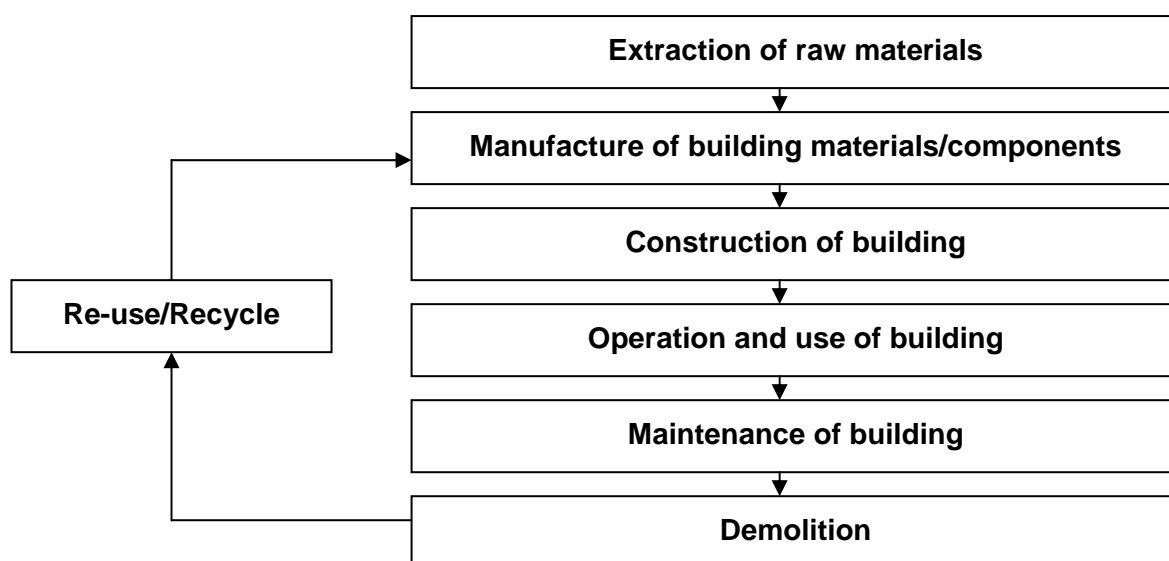 Extraction of raw materials
Manufacture of building materials/components
Construction of building
Re-use/Recycle
Operation and use of building
Maintenance of building
Demolition